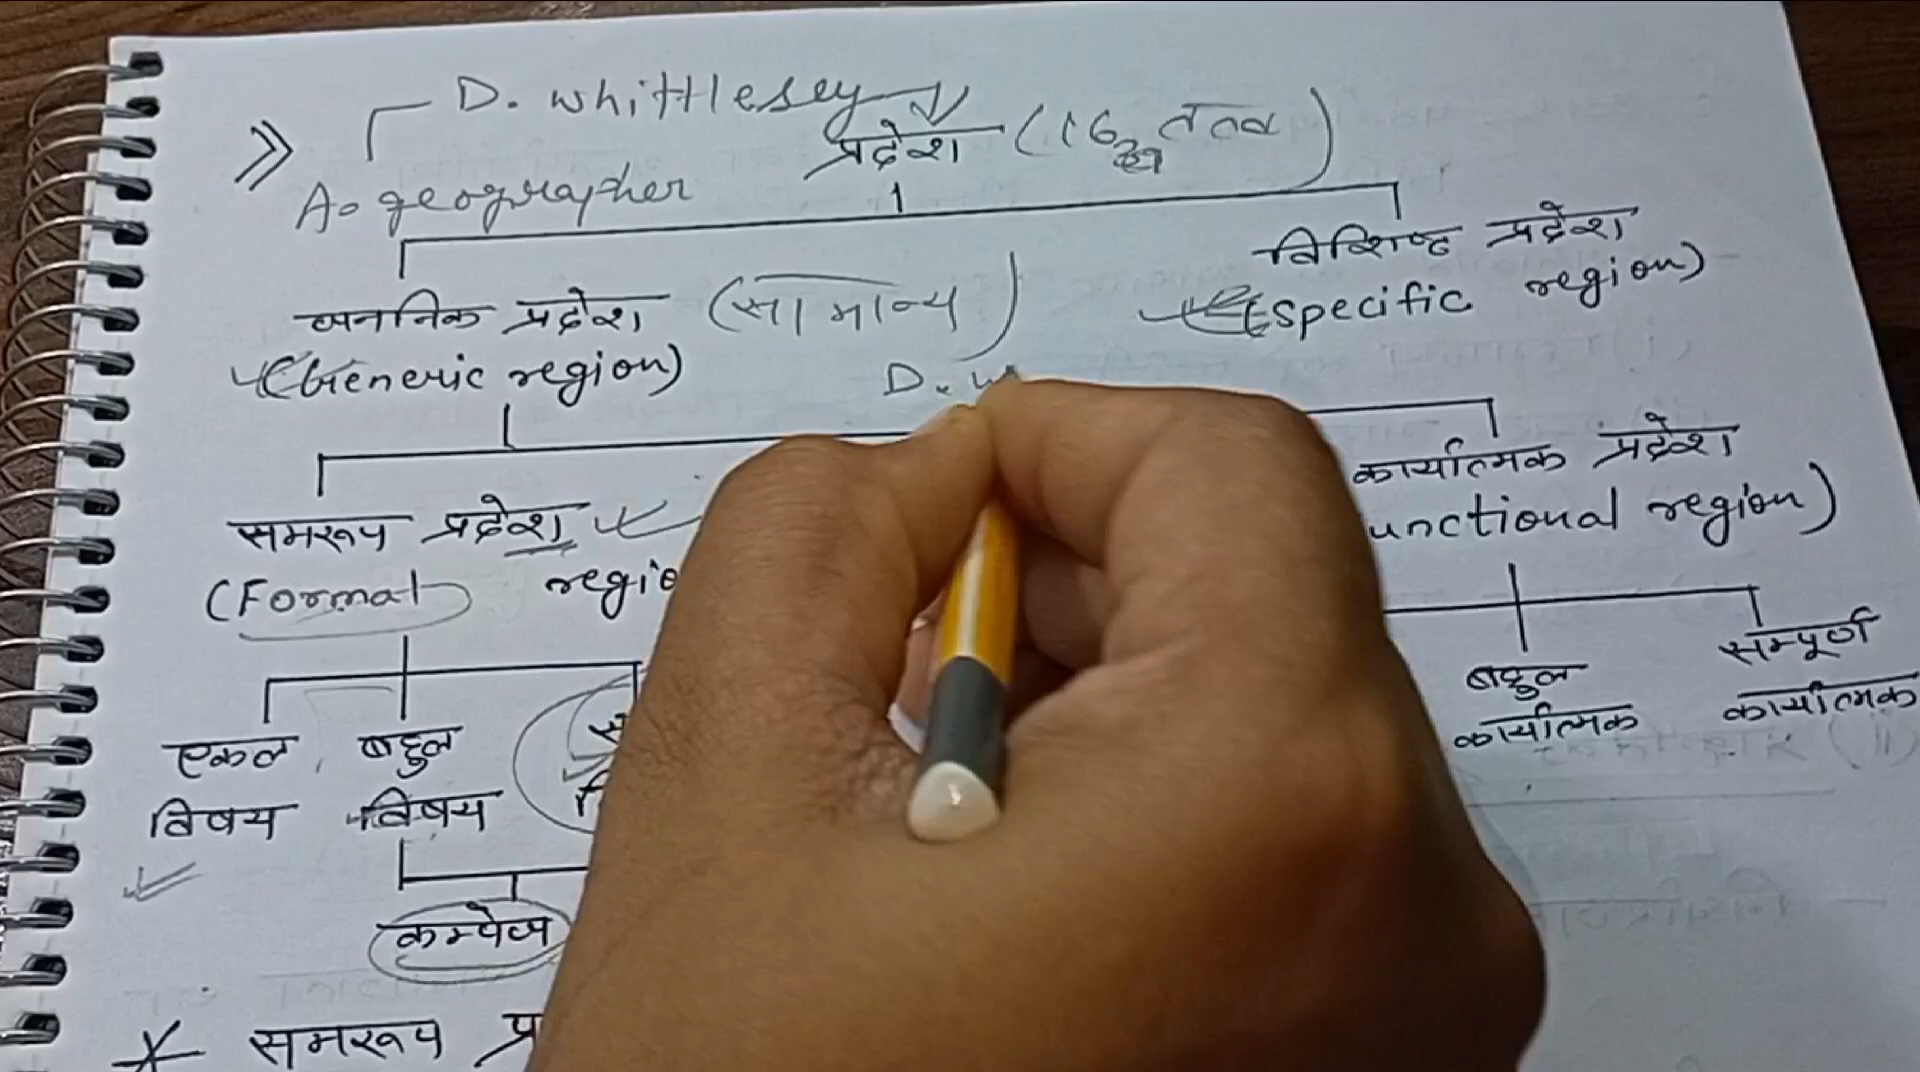 D. whittlesey
प्रदेश (16 तत्व)
A. geographer
विशिष्ट प्रदेश
जननिक प्रदेश (सामान्य)
(specific region)
(Generic region)
D. w
कार्यात्मक प्रदेश
समरूप प्रदेश
unctional region)
(Formal regio
सम्पूर्ण
बहुल
कार्यात्मक
कार्यात्मक
एकल बहुल
विषय विषय
कम्पेज
समरूप प्र